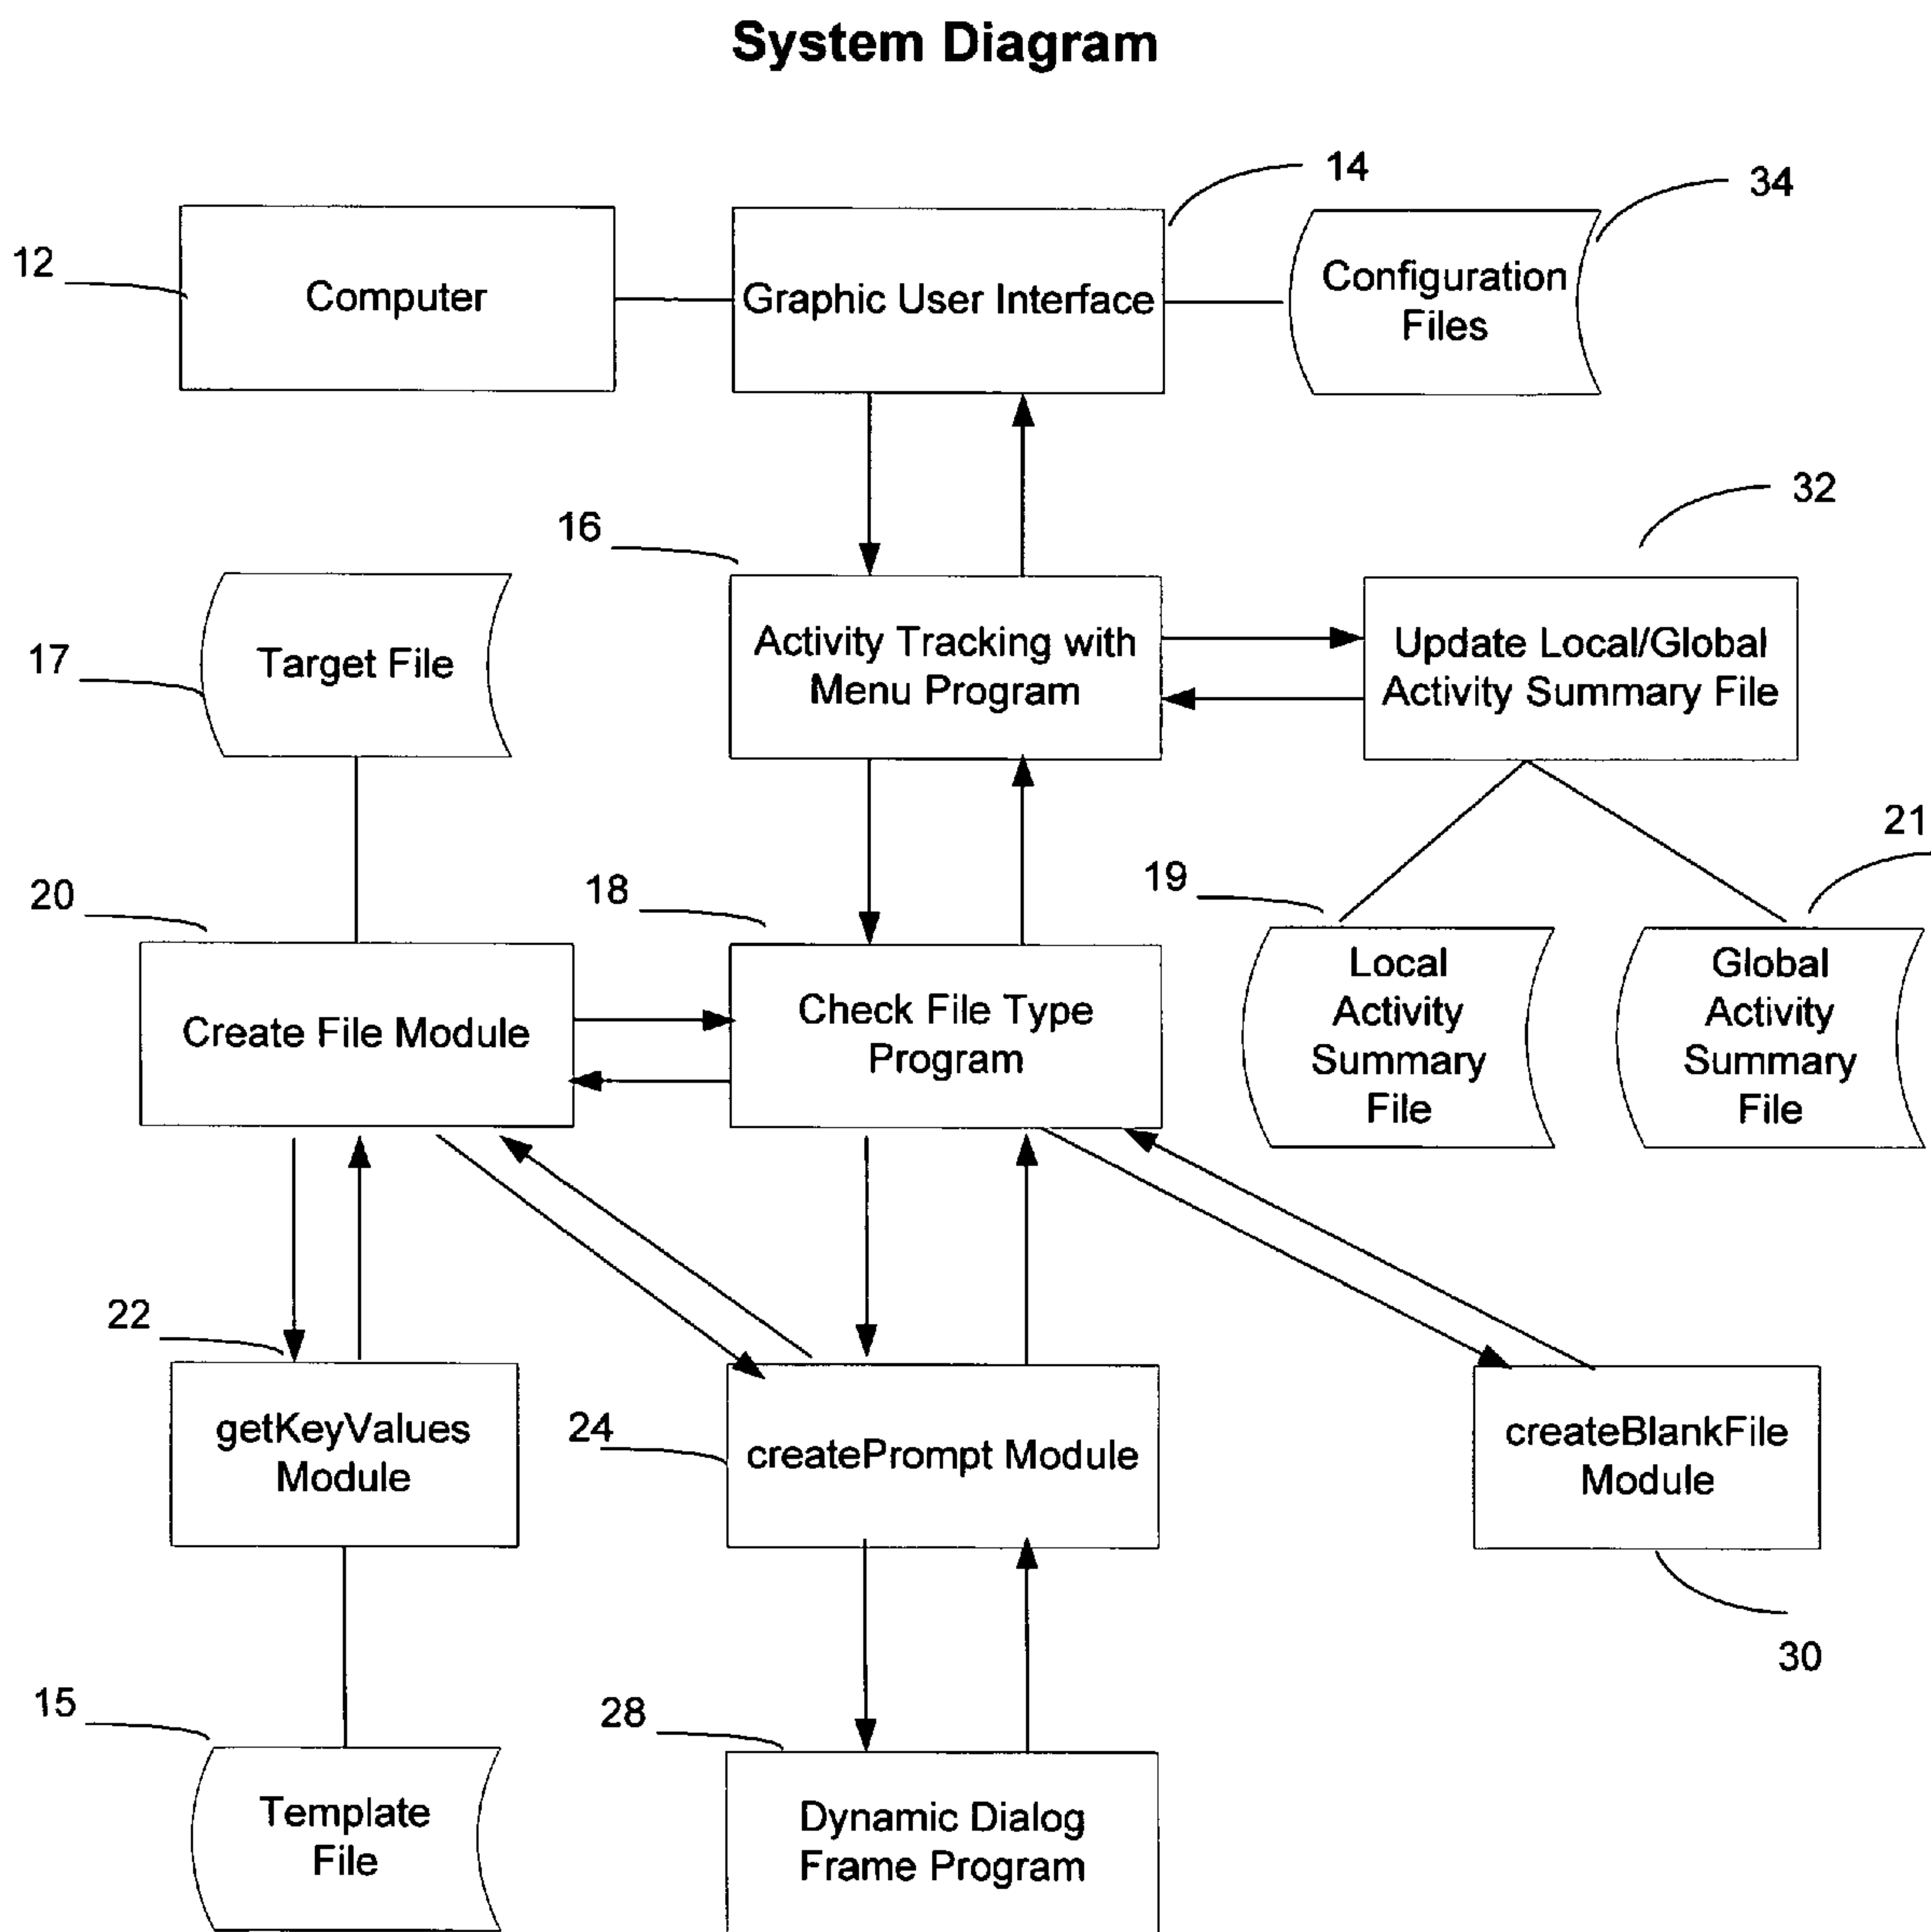 System Diagram
14
34
12
Computer
Graphic User Interface
Configuration
Files
32
16
17
Target File
Activity Tracking with
Menu Program
Update Local/Global
Activity Summary File
21
19
20
18
Create File Module
Check File Type
Program
Local
Activity
Summary
File
Global
Activity
Summary
File
22
24
getKeyValues
Module
createPrompt Module
createBlankFile
Module
30
15
28
Template
File
Dynamic Dialog
Frame Program